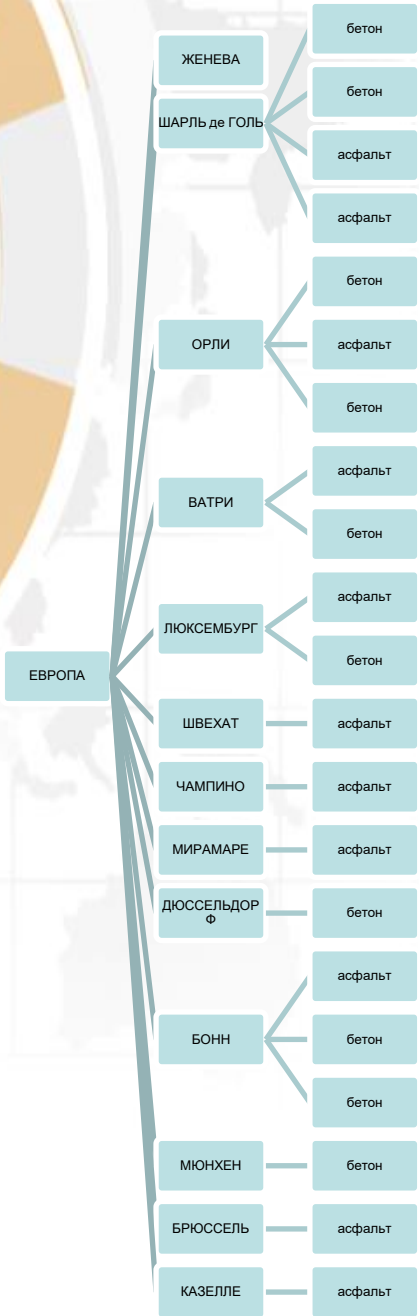 ЕВРОПА
ЖЕНЕВА
ШАРЛЬ де ГОЛЬ
бетон
бетон
асфальт
асфальт
ОРЛИ
бетон
асфальт
бетон
ВАТРИ
асфальт
бетон
ЛЮКСЕМБУРГ
асфальт
бетон
ШВЕХАТ
асфальт
ЧАМПИНО
асфальт
МИРАМАРЕ
асфальт
ДЮССЕЛЬДОР
Ф
бетон
БОНН
асфальт
бетон
бетон
МЮНХЕН
бетон
БРЮССЕЛЬ
асфальт
КАЗЕЛЛЕ
асфальт